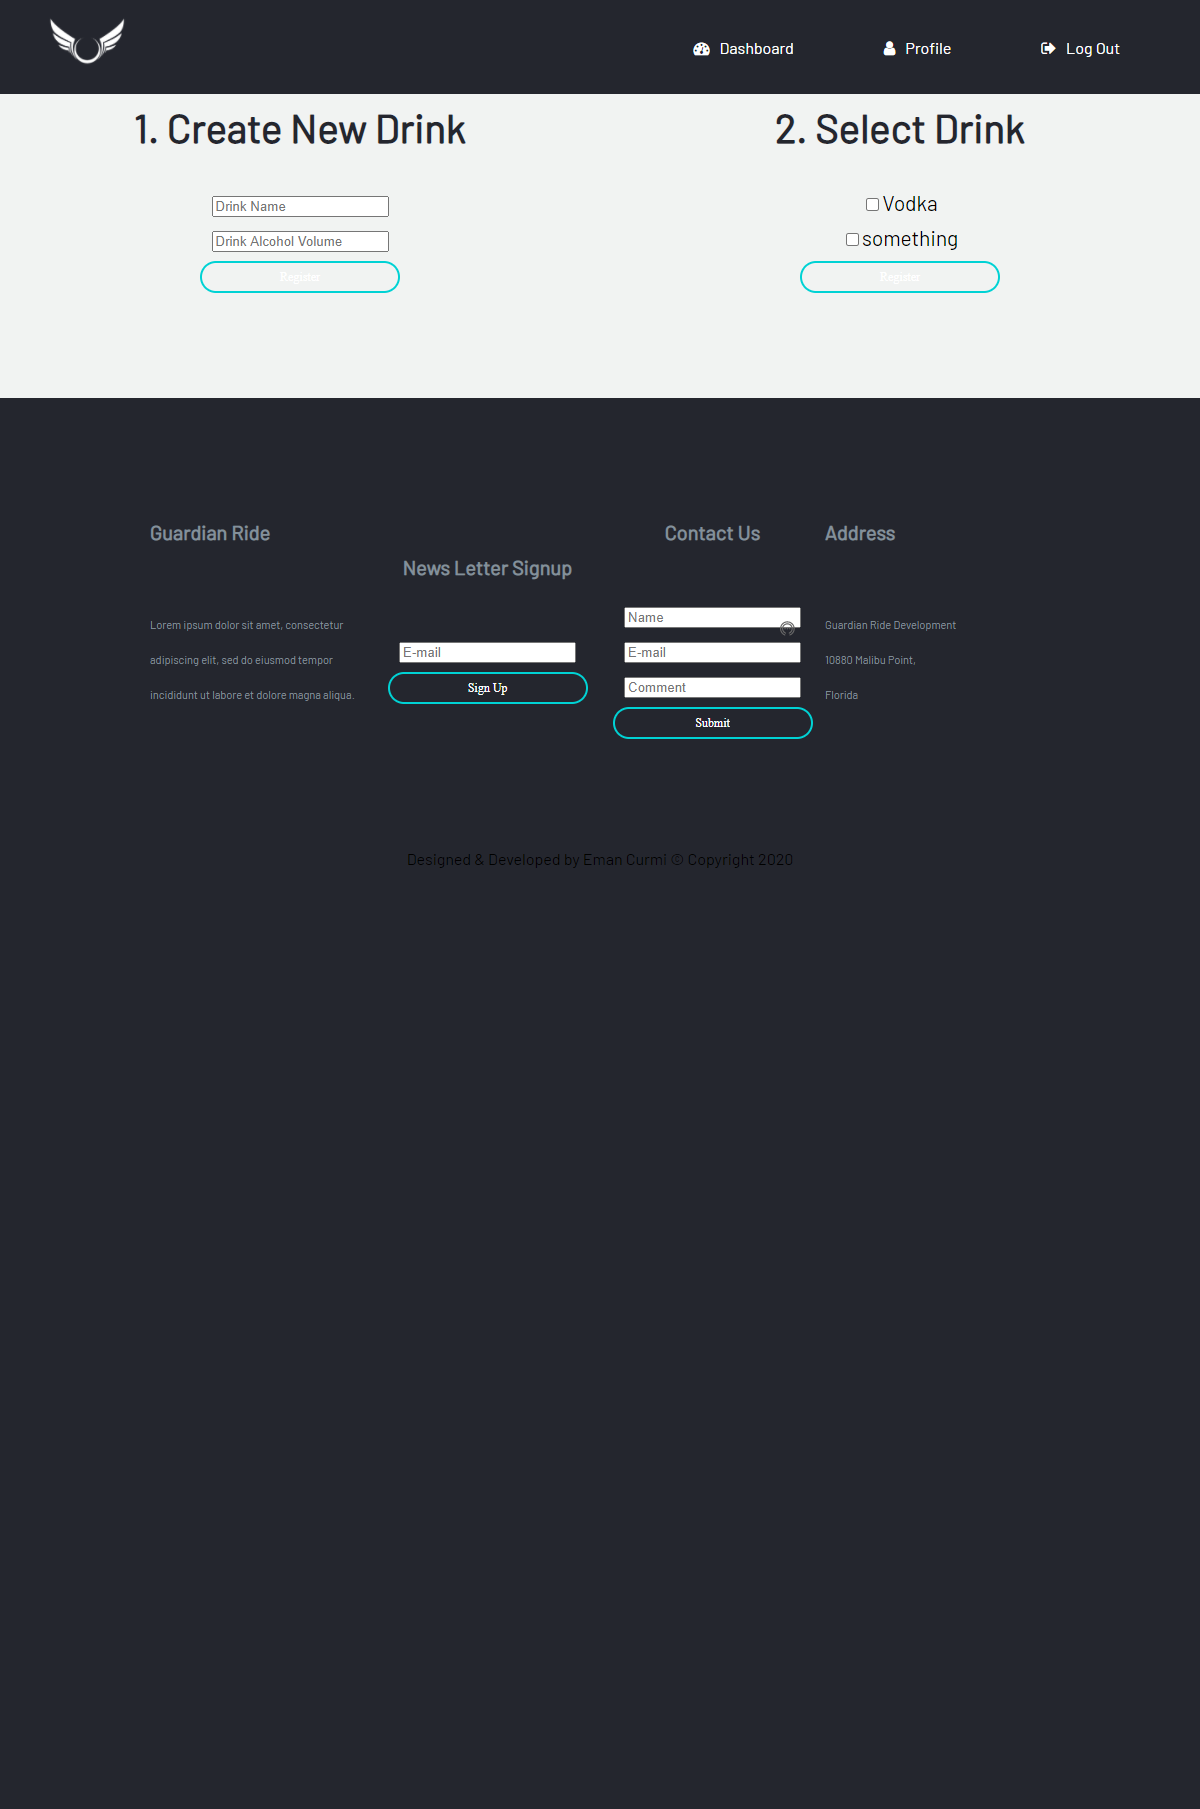 Dashboard
Profile
Log Out
1. Create New Drink
Drink Name
Drink Alcohol Volume
Register
2. Select Drink
Vodka
something
Register
Guardian Ride
Lorem ipsum dolor sit amet, consectetur
adipiscing elit, sed do eiusmod tempor
incididunt ut labore et dolore magna aliqua.
News Letter Signup
E-mail
Sign Up
Contact Us
Name
E-mail
Comment
Submit
Address
Guardian Ride Development
10880 Malibu Point,
Florida
Designed & Developed by Eman Curmi © Copyright 2020